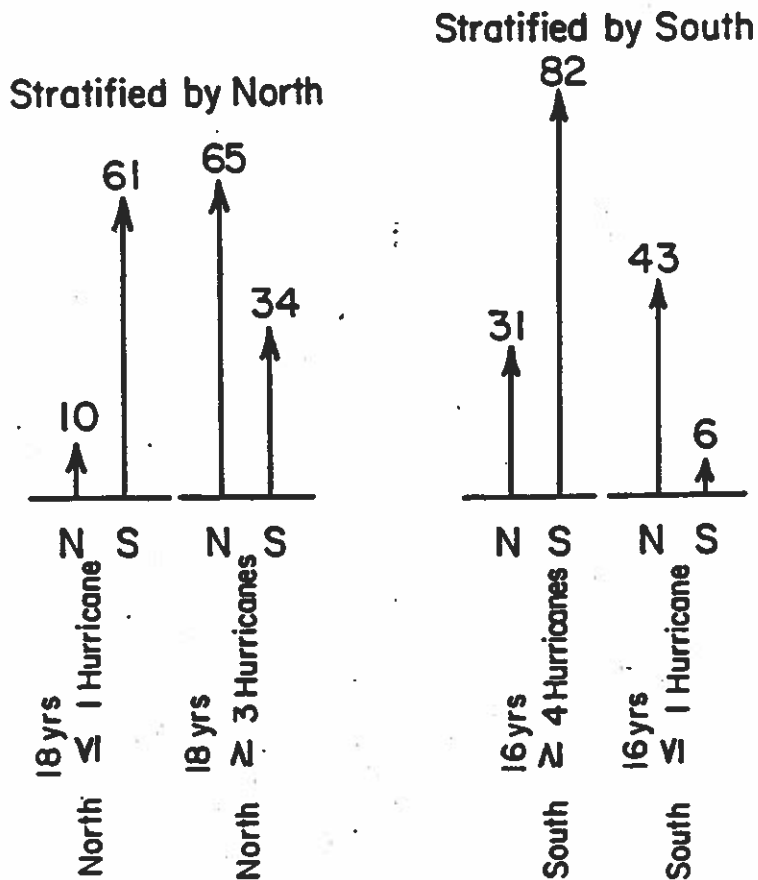 Stratified by North
61
65
10
34
N S
N S
18 yrs
North ≤ 1 Hurricane
18 yrs
North ≥ 3 Hurricanes
Stratified by South
82
31
43
6
N S
N S
16 yrs
South ≥ 4 Hurricanes
16 yrs
South ≤ 1 Hurricane